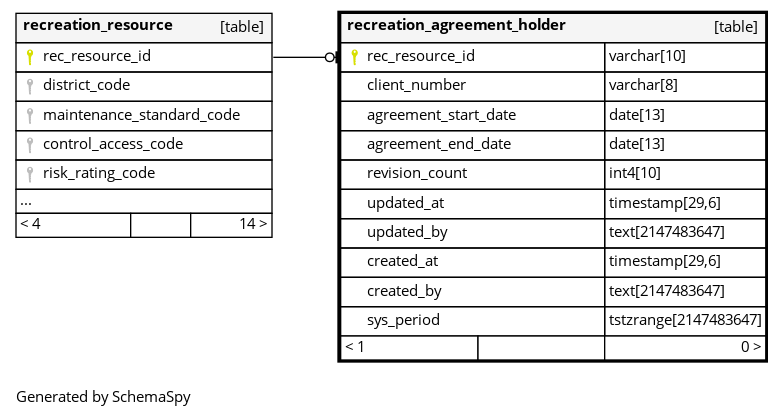 recreation_resource [table]
rec_resource_id
district_code
maintenance_standard_code
control_access_code
risk_rating_code
...
< 4 14 >
recreation_agreement_holder [table]
rec_resource_id varchar[10]
client_number varchar[8]
agreement_start_date date[13]
agreement_end_date date[13]
revision_count int4[10]
updated_at timestamp[29,6]
updated_by text[2147483647]
created_at timestamp[29,6]
created_by text[2147483647]
sys_period tstzrange[2147483647]
< 1 0 >
Generated by SchemaSpy